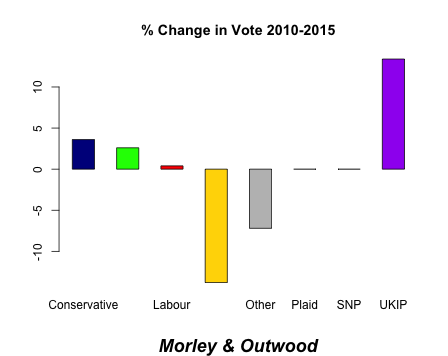 % Change in Vote 2010-2015
10
5
0
-5
-10
Conservative Labour Other Plaid SNP UKIP
Morley & Outwood